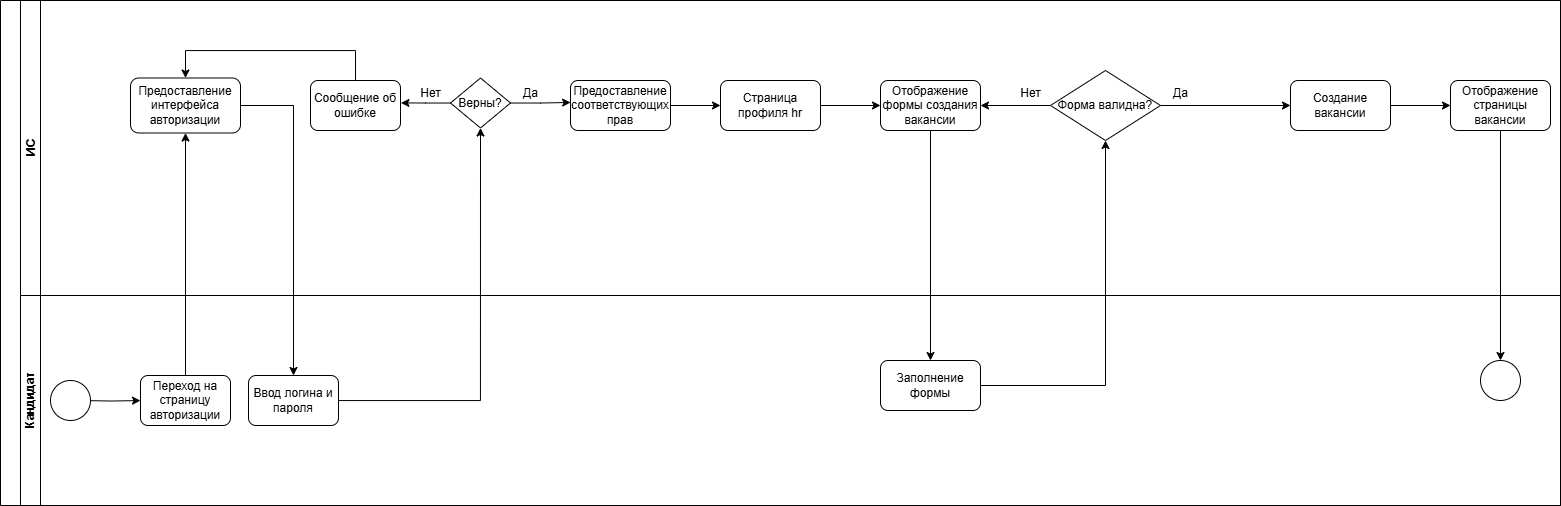 ИС
Предоставление
интерфейса
авторизации
Сообщение об
ошибке
Нет
Верны?
Да
Предоставление
соответствующих
прав
Страница
профиля hr
Отображение
формы создания
вакансии
Нет
Форма валидна?
Да
Создание
вакансии
Отображение
страницы
вакансии
Кандидат
Переход на
страницу
авторизации
Ввод логина и
пароля
Заполнение
формы